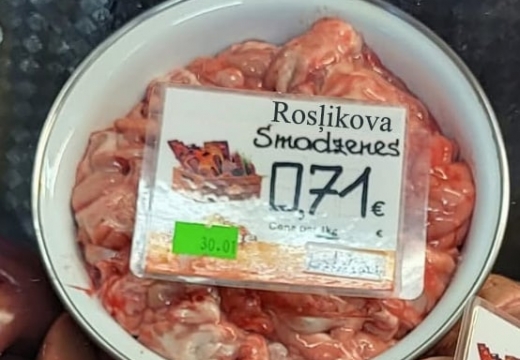 Rosļikova
Smadzenes
0,71 €
Cena par 1kg €
30.01